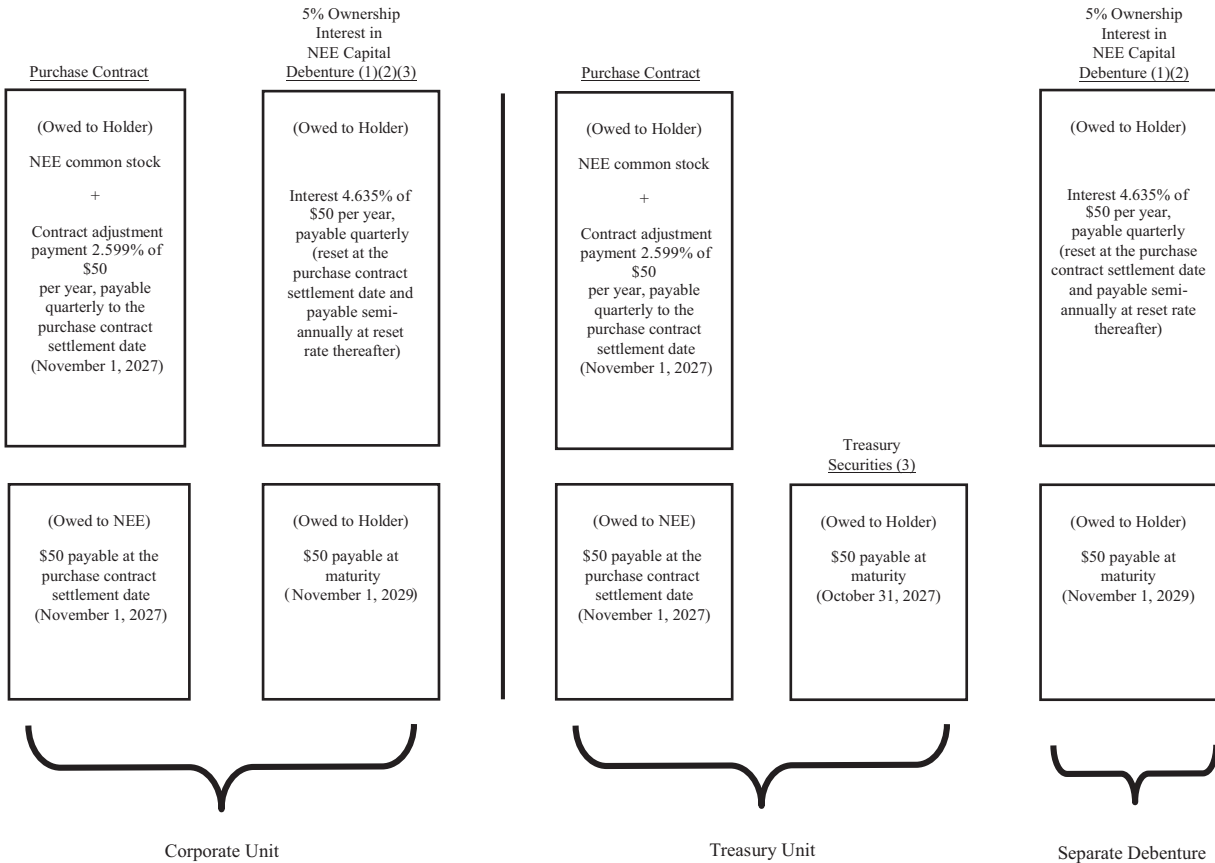 Purchase Contract
(Owed to Holder)
NEE common stock
+
Contract adjustment
payment 2.599% of
$50
per year, payable
quarterly to the
purchase contract
settlement date
(November 1, 2027)
(Owed to NEE)
$50 payable at the
purchase contract
settlement date
(November 1, 2027)
5% Ownership
Interest in
NEE Capital
Debenture (1)(2)(3)
(Owed to Holder)
Interest 4.635% of
$50 per year,
payable quarterly
(reset at the
purchase contract
settlement date and
payable semi-
annually at reset
rate thereafter)
(Owed to Holder)
$50 payable at
maturity
(November 1, 2029)
Corporate Unit
Purchase Contract
(Owed to Holder)
NEE common stock
+
Contract adjustment
payment 2.599% of
$50
per year, payable
quarterly to the
purchase contract
settlement date
(November 1, 2027)
(Owed to NEE)
$50 payable at the
purchase contract
settlement date
(November 1, 2027)
Treasury
Securities (3)
(Owed to Holder)
$50 payable at
maturity
(October 31, 2027)
Treasury Unit
5% Ownership
Interest in
NEE Capital
Debenture (1)(2)
(Owed to Holder)
Interest 4.635% of
$50 per year,
payable quarterly
(reset at the purchase
contract settlement date
and payable semi-
annually at reset rate
thereafter)
(Owed to Holder)
$50 payable at
maturity
(November 1, 2029)
Separate Debenture